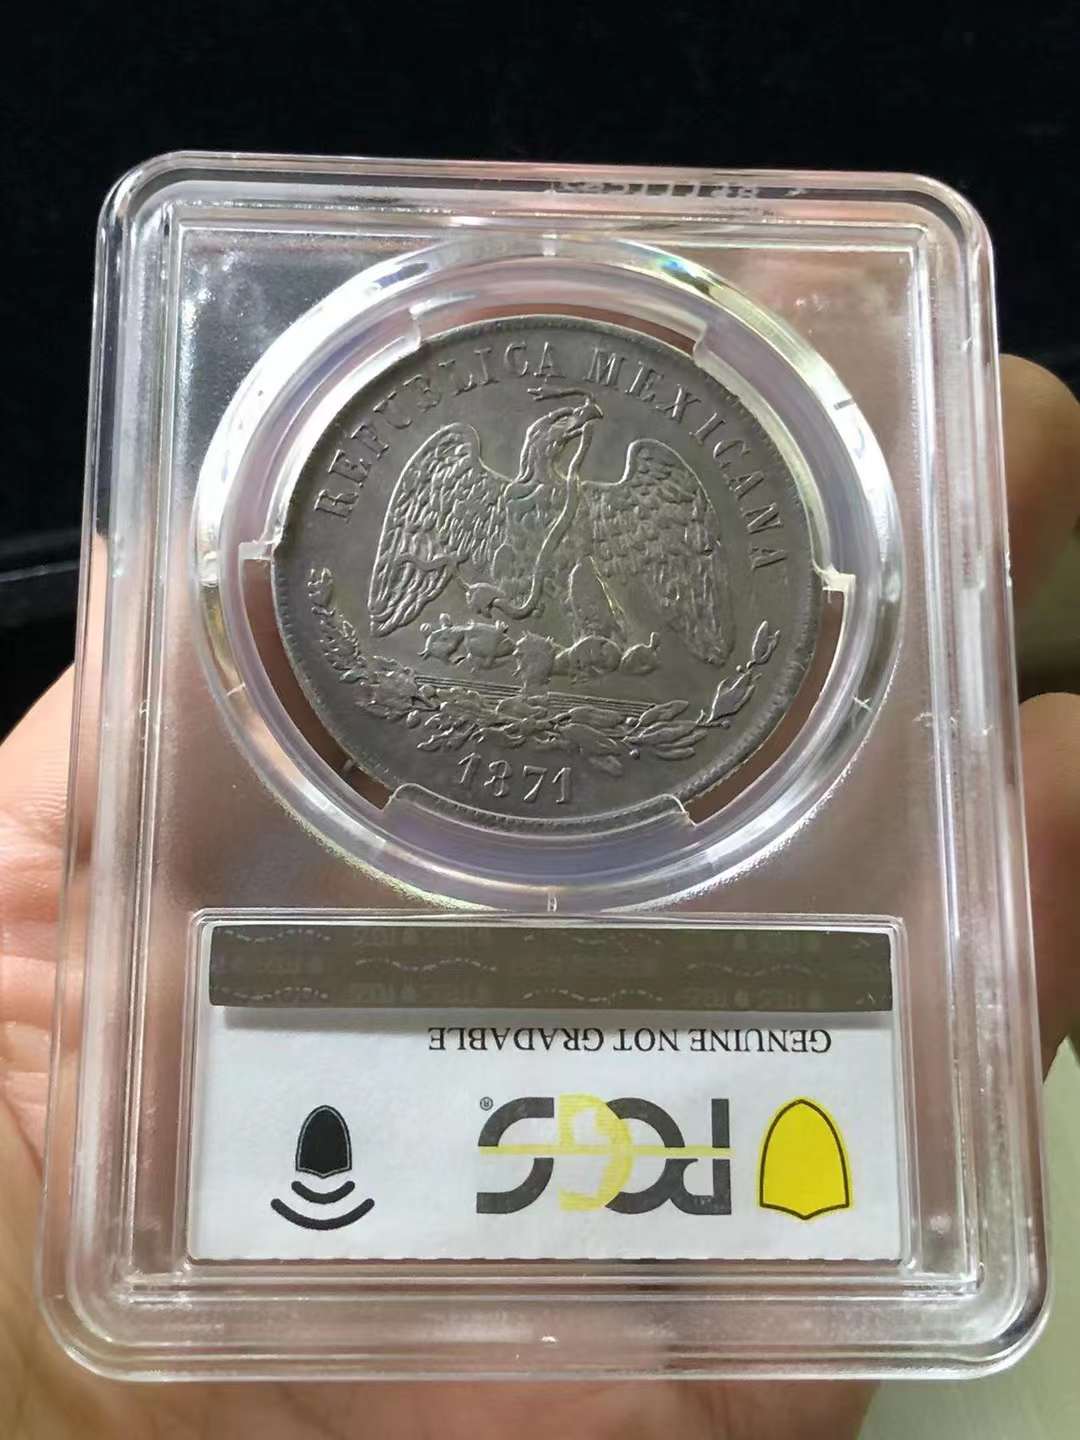 REPUBLICA MEXICANA
1871
GENUINE NOT GRADABLE
PCGS®